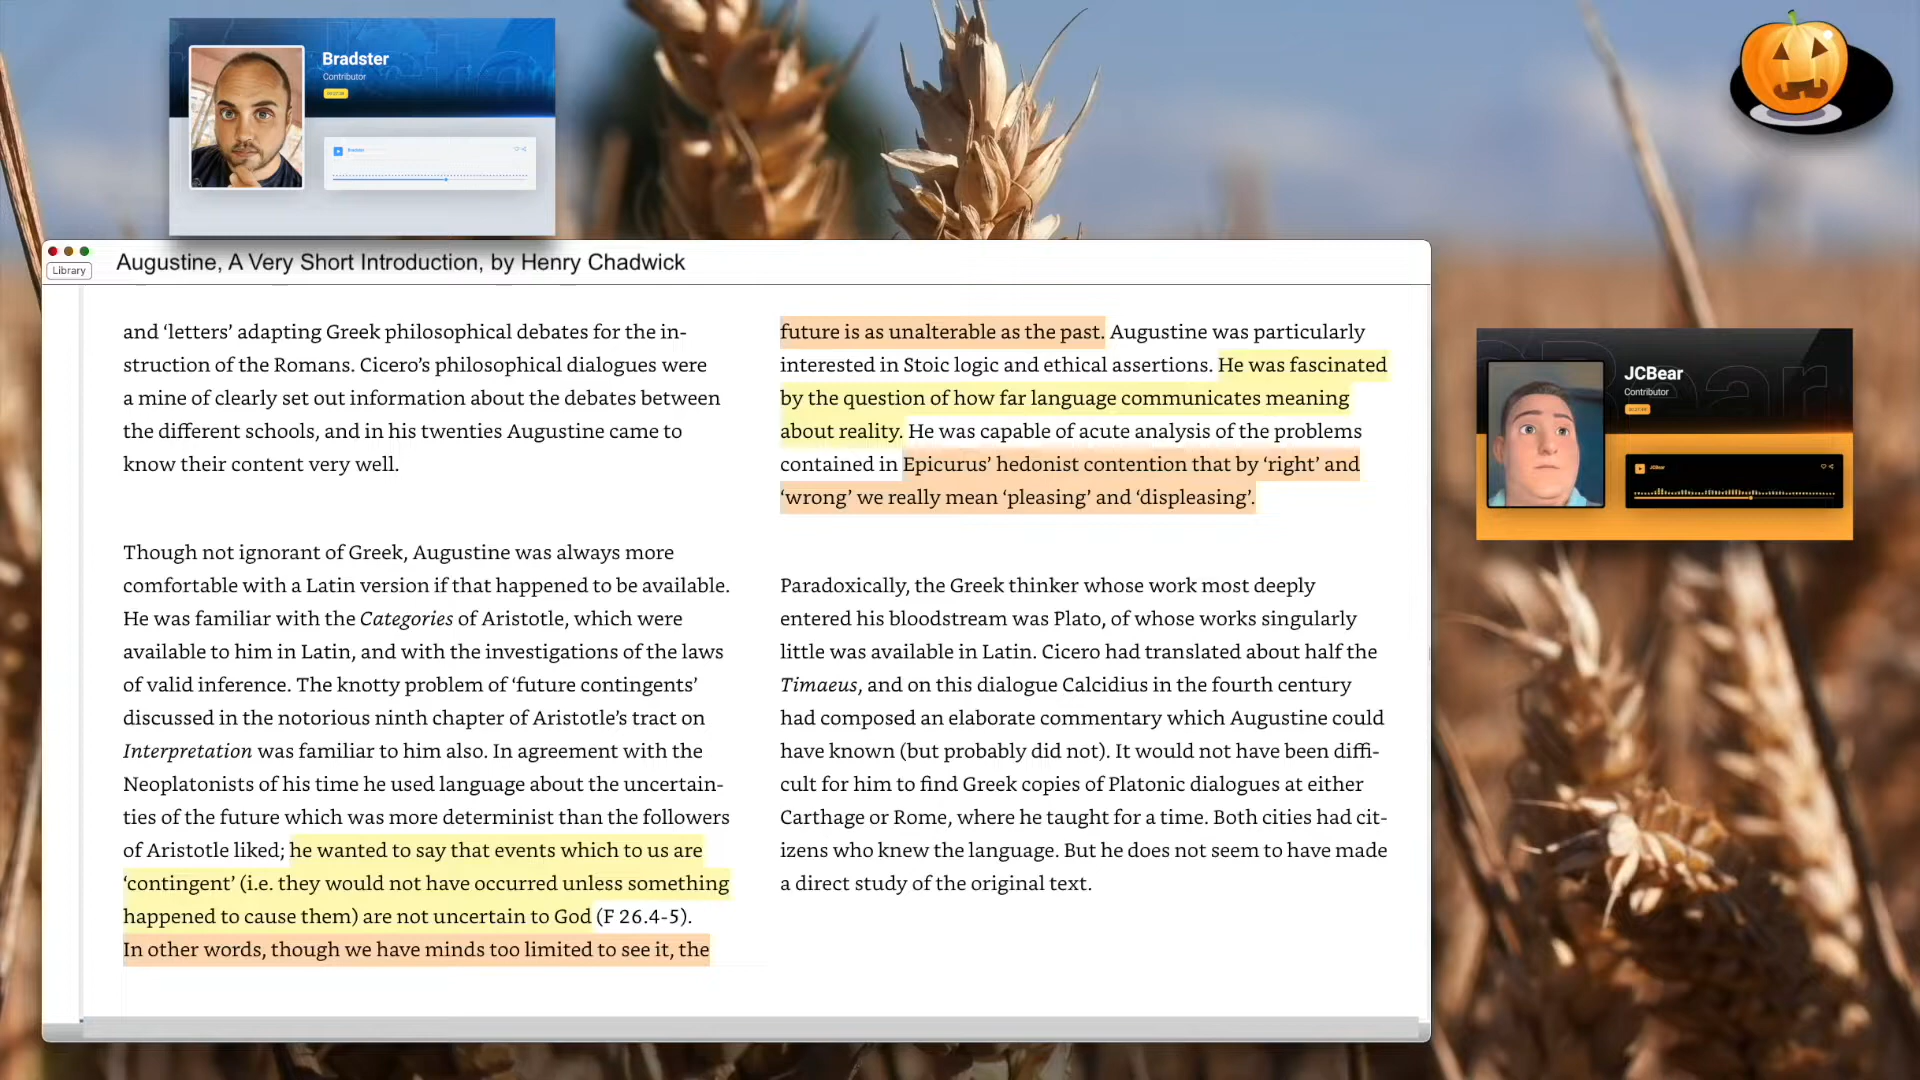 Bradster
Contributor
Library
Augustine, A Very Short Introduction, by Henry Chadwick
and ‘letters’ adapting Greek philosophical debates for the in-
struction of the Romans. Cicero’s philosophical dialogues were
a mine of clearly set out information about the debates between
the different schools, and in his twenties Augustine came to
know their content very well.
Though not ignorant of Greek, Augustine was always more
comfortable with a Latin version if that happened to be available.
He was familiar with the Categories of Aristotle, which were
available to him in Latin, and with the investigations of the laws
of valid inference. The knotty problem of ‘future contingents’
discussed in the notorious ninth chapter of Aristotle’s tract on
Interpretation was familiar to him also. In agreement with the
Neoplatonists of his time he used language about the uncertain-
ties of the future which was more determinist than the followers
of Aristotle liked; he wanted to say that events which to us are
‘contingent’ (i.e. they would not have occurred unless something
happened to cause them) are not uncertain to God (F 26.4-5).
In other words, though we have minds too limited to see it, the
future is as unalterable as the past. Augustine was particularly
interested in Stoic logic and ethical assertions. He was fascinated
by the question of how far language communicates meaning
about reality. He was capable of acute analysis of the problems
contained in Epicurus’ hedonist contention that by ‘right’ and
‘wrong’ we really mean ‘pleasing’ and ‘displeasing’.
Paradoxically, the Greek thinker whose work most deeply
entered his bloodstream was Plato, of whose works singularly
little was available in Latin. Cicero had translated about half the
Timaeus, and on this dialogue Calcidius in the fourth century
had composed an elaborate commentary which Augustine could
have known (but probably did not). It would not have been diffi-
cult for him to find Greek copies of Platonic dialogues at either
Carthage or Rome, where he taught for a time. Both cities had cit-
izens who knew the language. But he does not seem to have made
a direct study of the original text.
JCBear
Contributor
JCBear